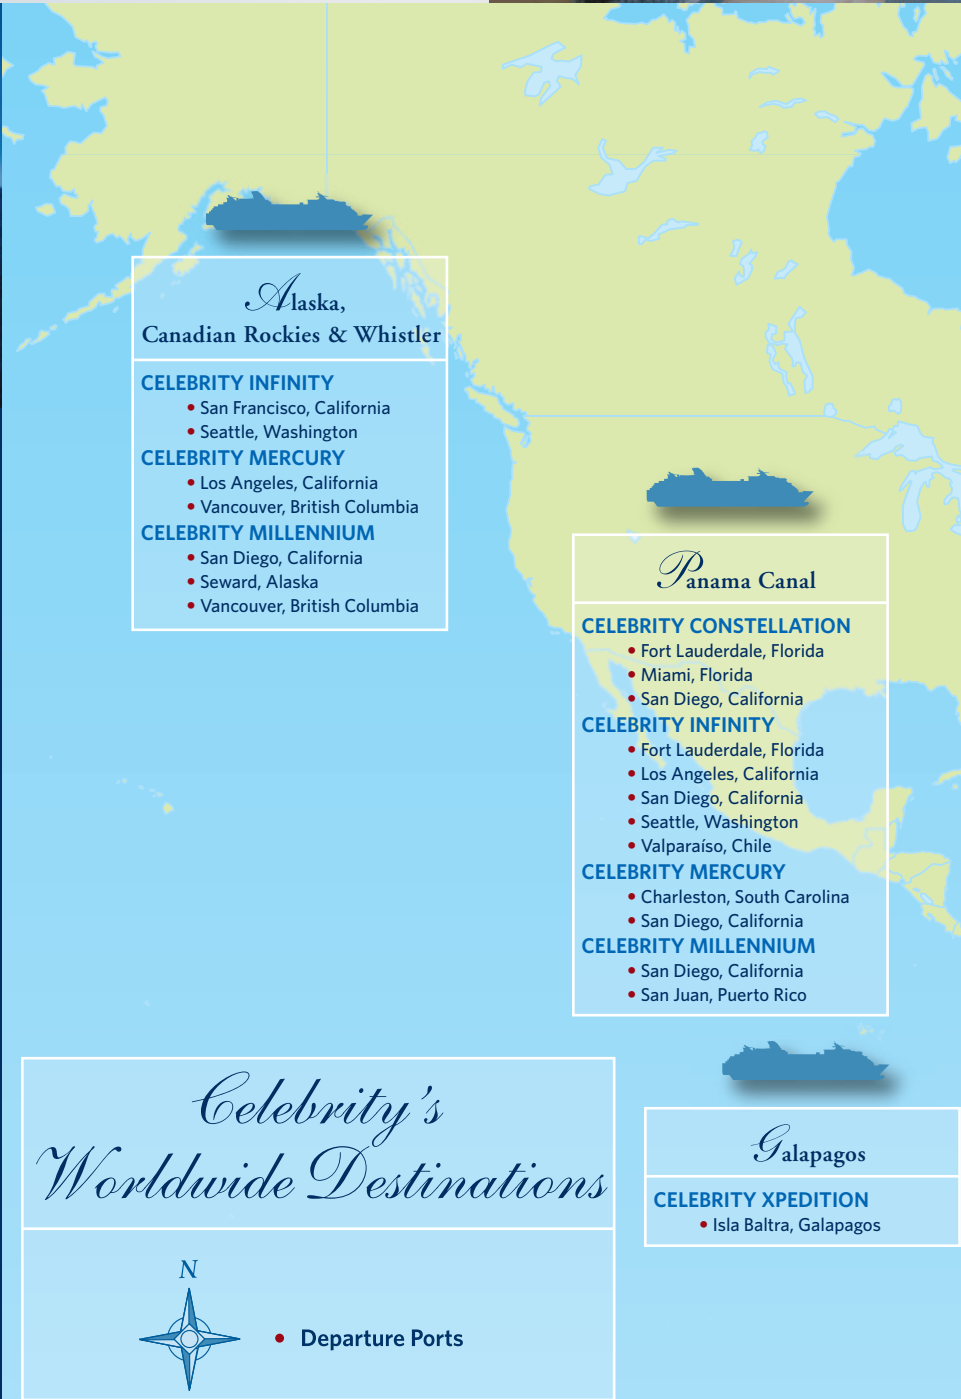 Alaska,
Canadian Rockies & Whistler
CELEBRITY INFINITY
• San Francisco, California
• Seattle, Washington
CELEBRITY MERCURY
• Los Angeles, California
• Vancouver, British Columbia
CELEBRITY MILLENNIUM
• San Diego, California
• Seward, Alaska
• Vancouver, British Columbia
Panama Canal
CELEBRITY CONSTELLATION
• Fort Lauderdale, Florida
• Miami, Florida
• San Diego, California
CELEBRITY INFINITY
• Fort Lauderdale, Florida
• Los Angeles, California
• San Diego, California
• Seattle, Washington
• Valparaíso, Chile
CELEBRITY MERCURY
• Charleston, South Carolina
• San Diego, California
CELEBRITY MILLENNIUM
• San Diego, California
• San Juan, Puerto Rico
Galapagos
CELEBRITY XPEDITION
• Isla Baltra, Galapagos
Celebrity's
Worldwide Destinations
N
• Departure Ports